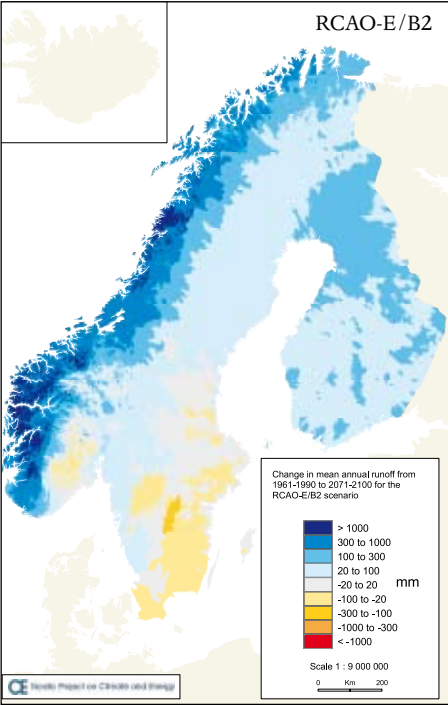 RCAO-E/B2
Change in mean annual runoff from
1961-1990 to 2071-2100 for the
RCAO-E/B2 scenario
> 1000
300 to 1000
100 to 300
20 to 100
-20 to 20
-100 to -20
-300 to -100
-1000 to -300
< -1000
mm
Scale 1 : 9 000 000
0 Km 200
Project on Climate and Energy